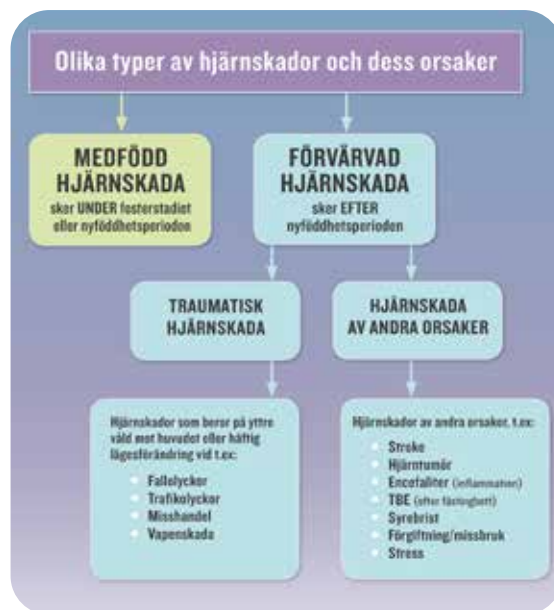 Olika typer av hjärnskador och dess orsaker
MEDFÖDD
HJÄRNSKADA
sker UNDER fosterstadiet
eller nyföddhetsperioden
FÖRVÄRVAD
HJÄRNSKADA
sker EFTER
nyföddhetsperioden
TRAUMATISK
HJÄRNSKADA
HJÄRNSKADA
AV ANDRA ORSAKER
Hjärnskador som beror på yttre
våld mot huvudet eller häftig
lägesförändring vid t.ex:
Fallolyckor
Trafikolyckor
Misshandel
Vapenskada
Hjärnskador av andra orsaker, t.ex:
Stroke
Hjärntumör
Encefaliter (inflammation)
TBE (efter fästingbett)
Syrebrist
Förgiftning/missbruk
Stress